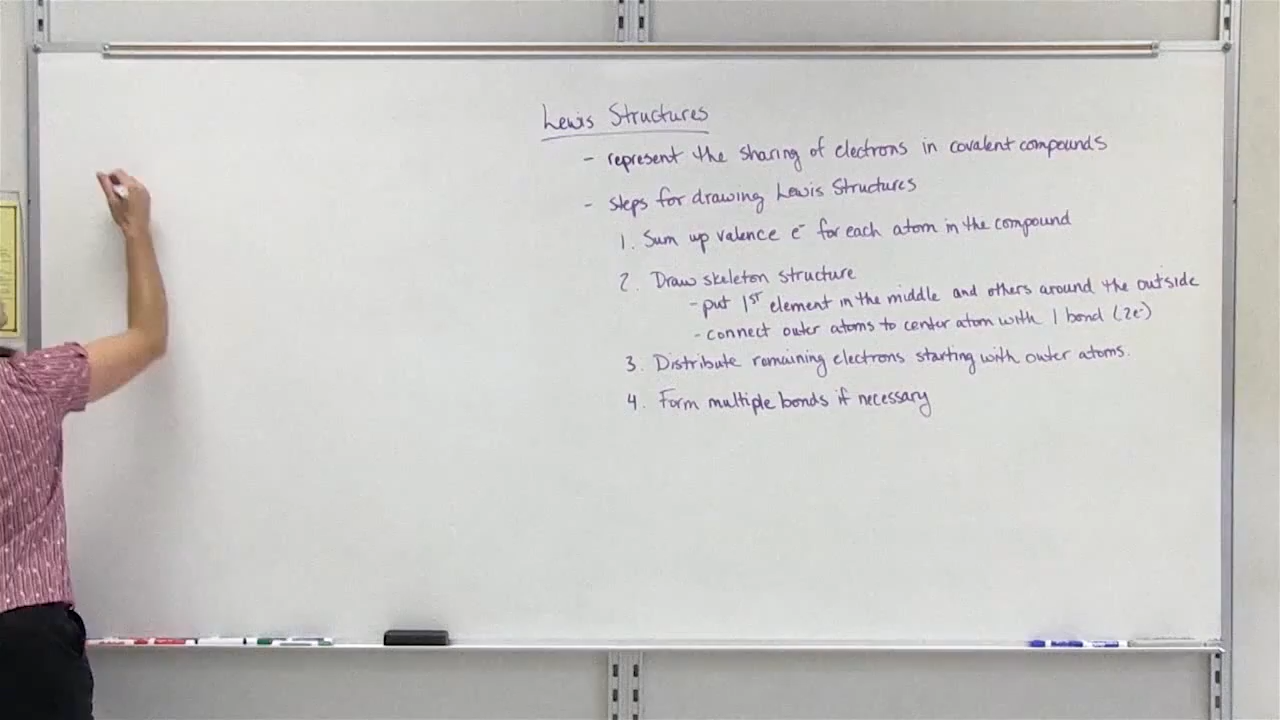 Lewis Structures
- represent the sharing of electrons in covalent compounds
- steps for drawing Lewis Structures
1. Sum up valence e⁻ for each atom in the compound
2. Draw skeleton structure
- put 1ST element in the middle and others around the outside
- connect outer atoms to center atom with 1 bond (2e⁻)
3. Distribute remaining electrons starting with outer atoms.
4. Form multiple bonds if necessary